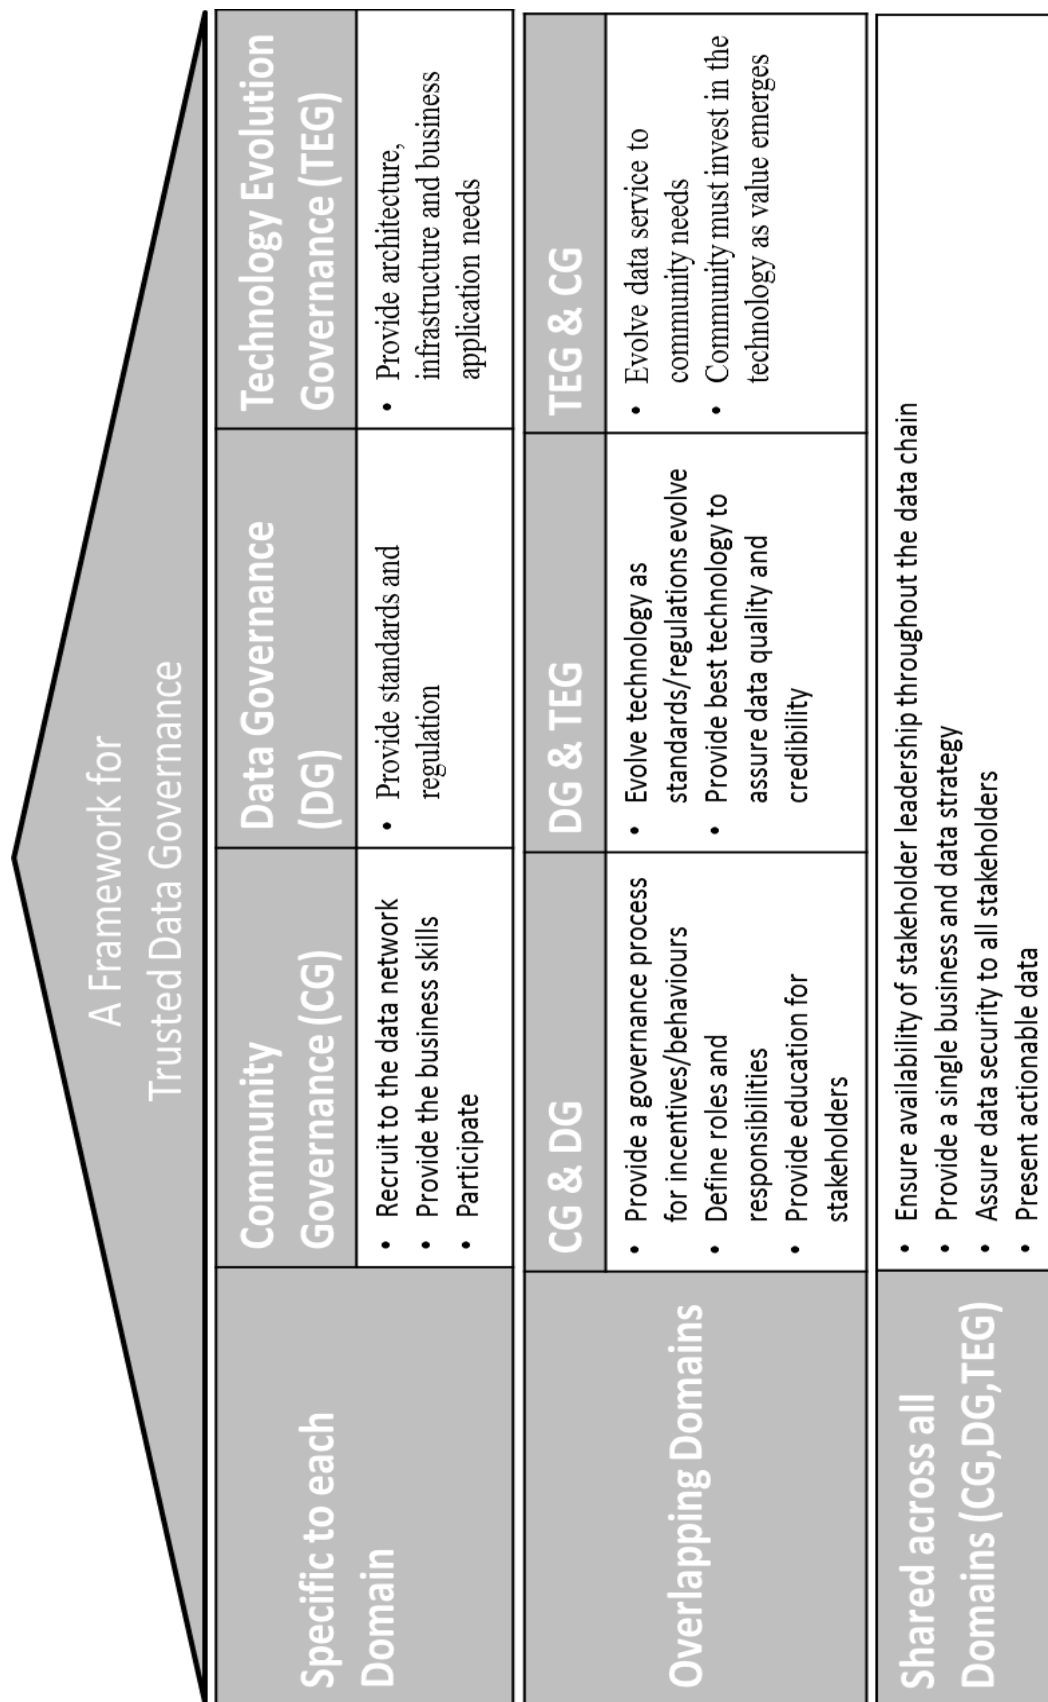 A Framework for
Trusted Data Governance
Specific to each
Domain
Community
Governance (CG)
• Recruit to the data network
• Provide the business skills
• Participate
Data Governance
(DG)
• Provide standards and
regulation
Technology Evolution
Governance (TEG)
• Provide architecture,
infrastructure and business
application needs
Overlapping Domains
CG & DG
• Provide a governance process
for incentives/behaviours
• Define roles and
responsibilities
• Provide education for
stakeholders
DG & TEG
• Evolve technology as
standards/regulations evolve
• Provide best technology to
assure data quality and
credibility
TEG & CG
• Evolve data service to
community needs
• Community must invest in the
technology as value emerges
Shared across all
Domains (CG,DG,TEG)
• Ensure availability of stakeholder leadership throughout the data chain
• Provide a single business and data strategy
• Assure data security to all stakeholders
• Present actionable data